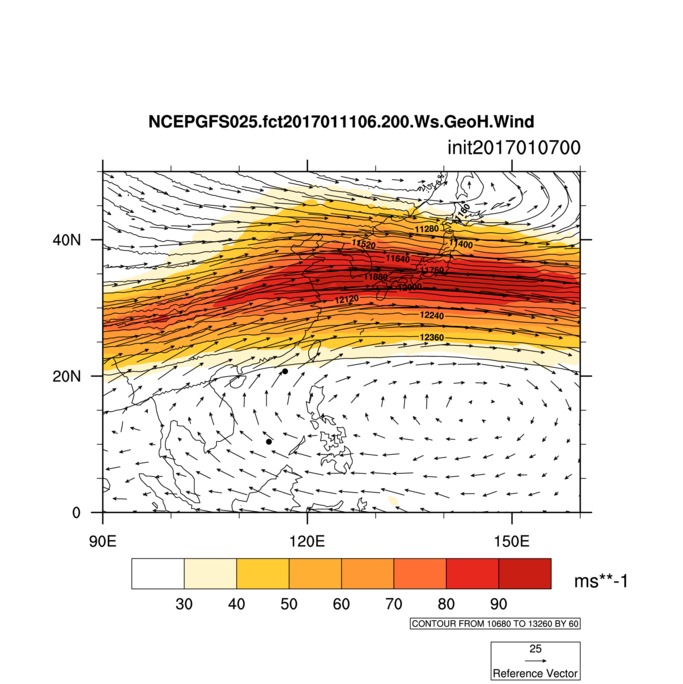 NCEPGFS025.fct2017011106.200.Ws.GeoH.Wind
init2017010700
11160
11280
11520
11400
11640
11760
11880
12000
12120
12240
12360
40N
20N
0
90E 120E 150E
ms**-1
30 40 50 60 70 80 90
CONTOUR FROM 10680 TO 13260 BY 60
25
Reference Vector